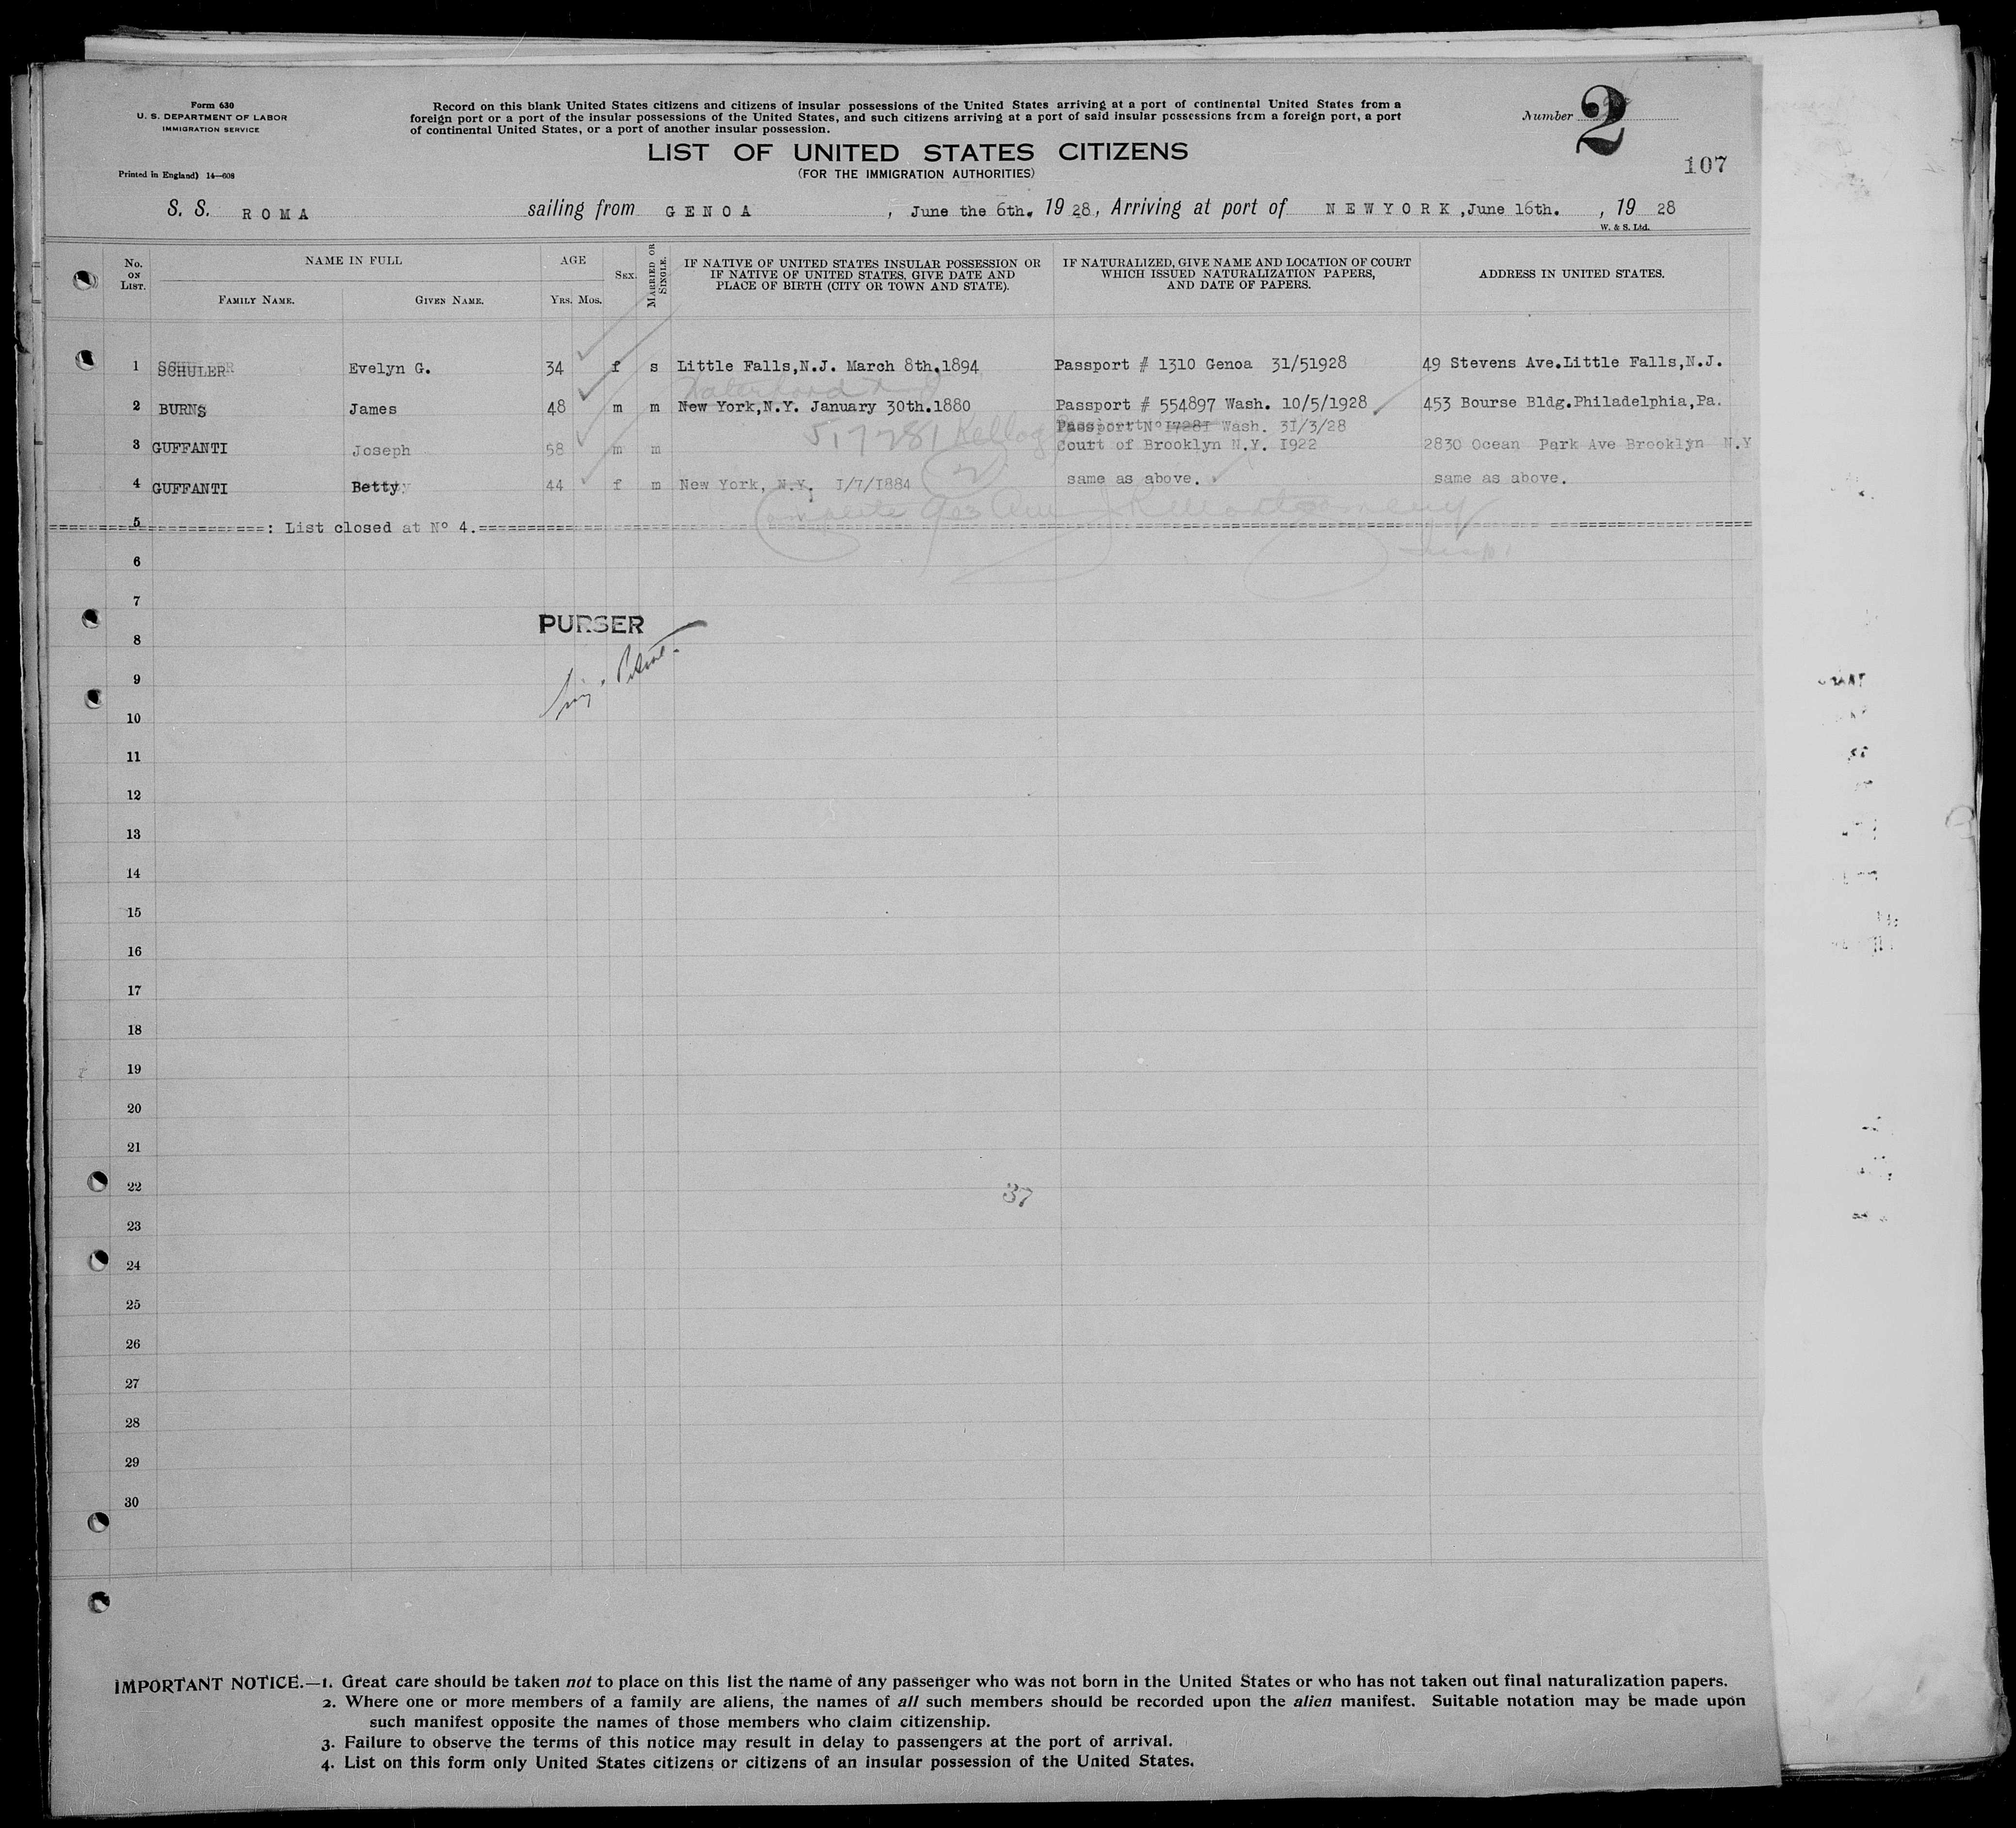 Form 630
U. S. DEPARTMENT OF LABOR
IMMIGRATION SERVICE
Printed in England) 14—608
Record on this blank United States citizens and citizens of insular possessions of the United States arriving at a port of continental United States from a
foreign port or a port of the insular possessions of the United States, and such citizens arriving at a port of said insular possessions from a foreign port, a port
of continental United States, or a port of another insular possession.
Number 2
107
LIST OF UNITED STATES CITIZENS
(FOR THE IMMIGRATION AUTHORITIES)
S. S. ROMA sailing from GENOA, June the 6th. 1928, Arriving at port of NEWYORK, June 16th., 19 28
W. & S. Ltd.
No. on List.
NAME IN FULL
Family Name. Given Name.
AGE
Yrs. Mos.
Sex.
Married or Single.
IF NATIVE OF UNITED STATES INSULAR POSSESSION OR
IF NATIVE OF UNITED STATES, GIVE DATE AND
PLACE OF BIRTH (CITY OR TOWN AND STATE).
IF NATURALIZED, GIVE NAME AND LOCATION OF COURT
WHICH ISSUED NATURALIZATION PAPERS,
AND DATE OF PAPERS.
ADDRESS IN UNITED STATES.
1 SCHULER Evelyn G. 34 f s Little Falls,N.J. March 8th.1894 Passport # 1310 Genoa 31/51928 49 Stevens Ave.Little Falls,N.J.
2 BURNS James 48 m m New York,N.Y. January 30th.1880 Passport # 554897 Wash. 10/5/1928 453 Bourse Bldg.Philadelphia,Pa.
517281 Kellog Passport Nº I728I Wash. 3I/3/28
3 GUFFANTI Joseph 58 m m Court of Brooklyn N.Y. I922 2830 Ocean Park Ave Brooklyn N.Y
4 GUFFANTI Betty 44 f m New York, N.Y. I/7/I884 same as above. same as above.
5 ============: List closed at Nº 4.============
6
7
PURSER
8
9
10
11
12
13
14
15
16
17
18
19
20
21
22
37
23
24
25
26
27
28
29
30
IMPORTANT NOTICE.—1. Great care should be taken not to place on this list the name of any passenger who was not born in the United States or who has not taken out final naturalization papers.
2. Where one or more members of a family are aliens, the names of all such members should be recorded upon the alien manifest. Suitable notation may be made upon
such manifest opposite the names of those members who claim citizenship.
3. Failure to observe the terms of this notice may result in delay to passengers at the port of arrival.
4. List on this form only United States citizens or citizens of an insular possession of the United States.